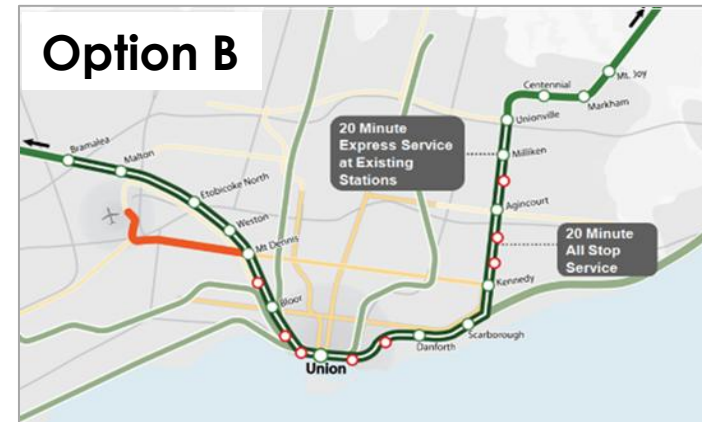 Option B
Mt. Joy
Centennial
Markham
20 Minute
Express Service
at Existing
Stations
Unionville
Bramalea
Malton
Milliken
Etobicoke North
Agincourt
Weston
20 Minute
All Stop
Service
Mt Dennis
Kennedy
Bloor
Scarborough
Danforth
Union